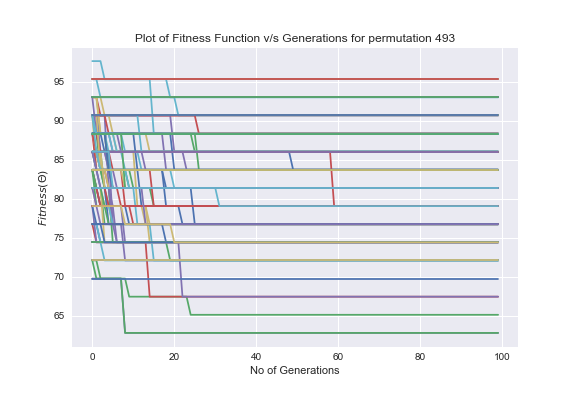 Plot of Fitness Function v/s Generations for permutation 493
Fitness(Θ)
95
90
85
80
75
70
65
0 20 40 60 80 100
No of Generations